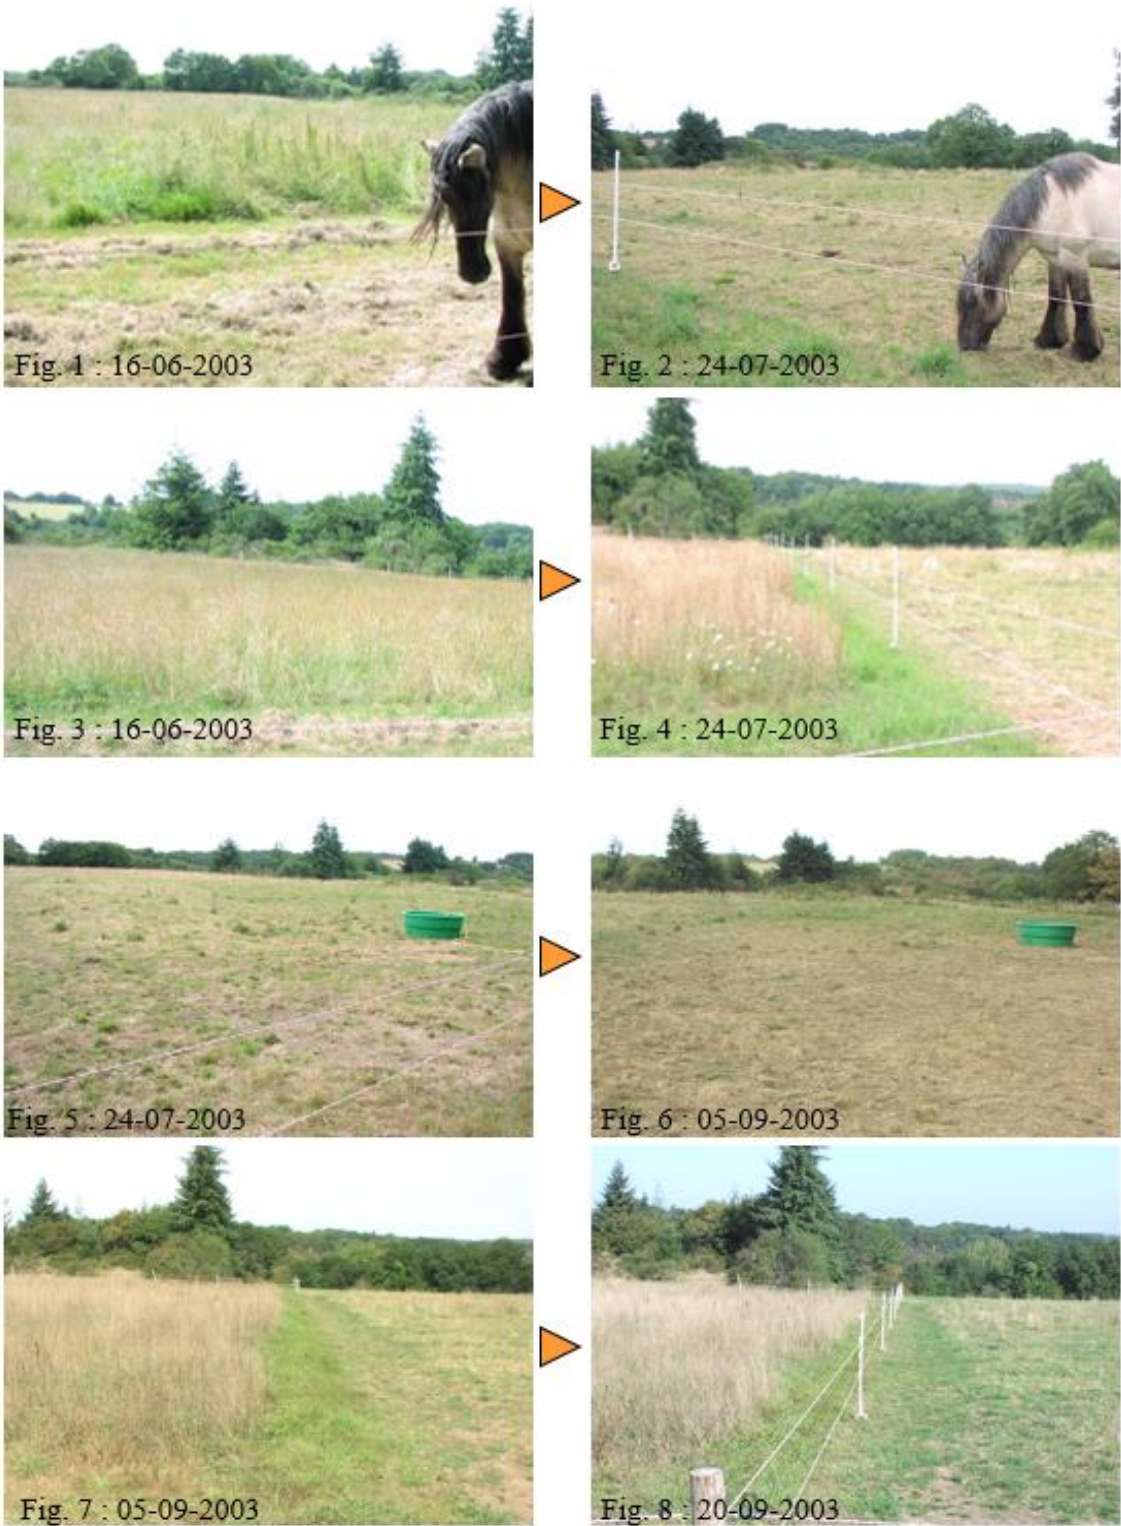 Fig. 1 : 16-06-2003
Fig. 2 : 24-07-2003
Fig. 3 : 16-06-2003
Fig. 4 : 24-07-2003
Fig. 5 : 24-07-2003
Fig. 6 : 05-09-2003
Fig. 7 : 05-09-2003
Fig. 8 : 20-09-2003